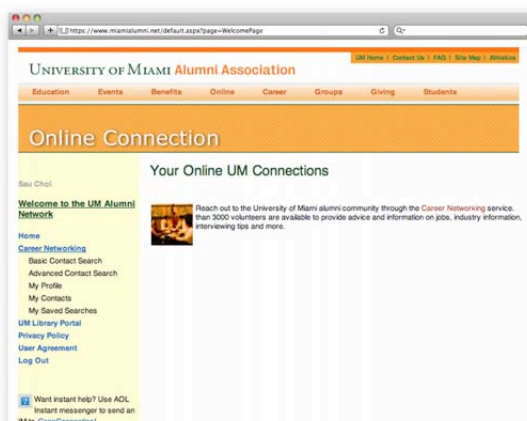 https://www.miamialumni.net/default.aspx?page=WelcomePage
UM Home | Contact Us | FAQ | Site Map | Athletics
UNIVERSITY OF MIAMI Alumni Association
Education Events Benefits Online Career Groups Giving Students
Online Connection
Sau Choi
Welcome to the UM Alumni
Network
Home
Career Networking
Basic Contact Search
Advanced Contact Search
My Profile
My Contacts
My Saved Searches
UM Library Portal
Privacy Policy
User Agreement
Log Out
Want instant help? Use AOL
Instant messenger to send an
IM to
Your Online UM Connections
Reach out to the University of Miami alumni community through the Career Networking service.
than 3000 volunteers are available to provide advice and information on jobs, industry information,
interviewing tips and more.